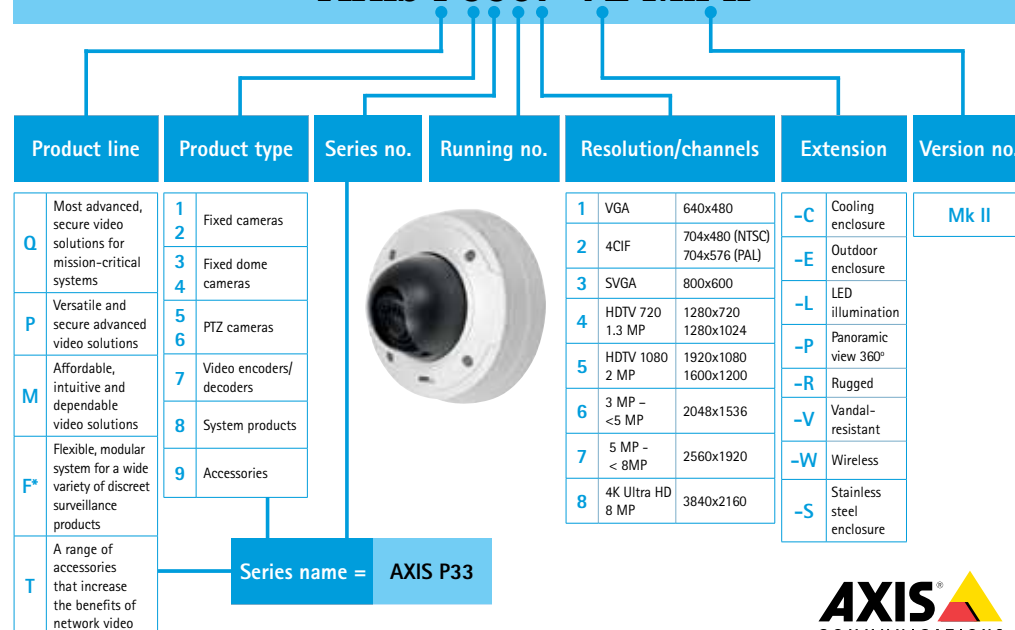 Product line
Product type
Series no.
Running no.
Resolution/channels
Extension
Version no.
Q
Most advanced,
secure video
solutions for
mission-critical
systems
P
Versatile and
secure advanced
video solutions
M
Affordable,
intuitive and
dependable
video solutions
F*
Flexible, modular
system for a wide
variety of discreet
surveillance
products
T
A range of
accessories
that increase
the benefits of
network video
1
2
Fixed cameras
3
4
Fixed dome
cameras
5
6
PTZ cameras
7
Video encoders/
decoders
8
System products
9
Accessories
1 VGA 640x480
2 4CIF 704x480 (NTSC)
704x576 (PAL)
3 SVGA 800x600
4 HDTV 720 1280x720
1.3 MP 1280x1024
5 HDTV 1080 1920x1080
2 MP 1600x1200
6 3 MP – 2048x1536
<5 MP
7 5 MP - 2560x1920
< 8MP
8 4K Ultra HD 3840x2160
8 MP
-C Cooling
enclosure
-E Outdoor
enclosure
-L LED
illumination
-P Panoramic
view 360º
-R Rugged
-V Vandal-
resistant
-W Wireless
-S Stainless
steel
enclosure
Mk II
Series name = AXIS P33
AXIS®